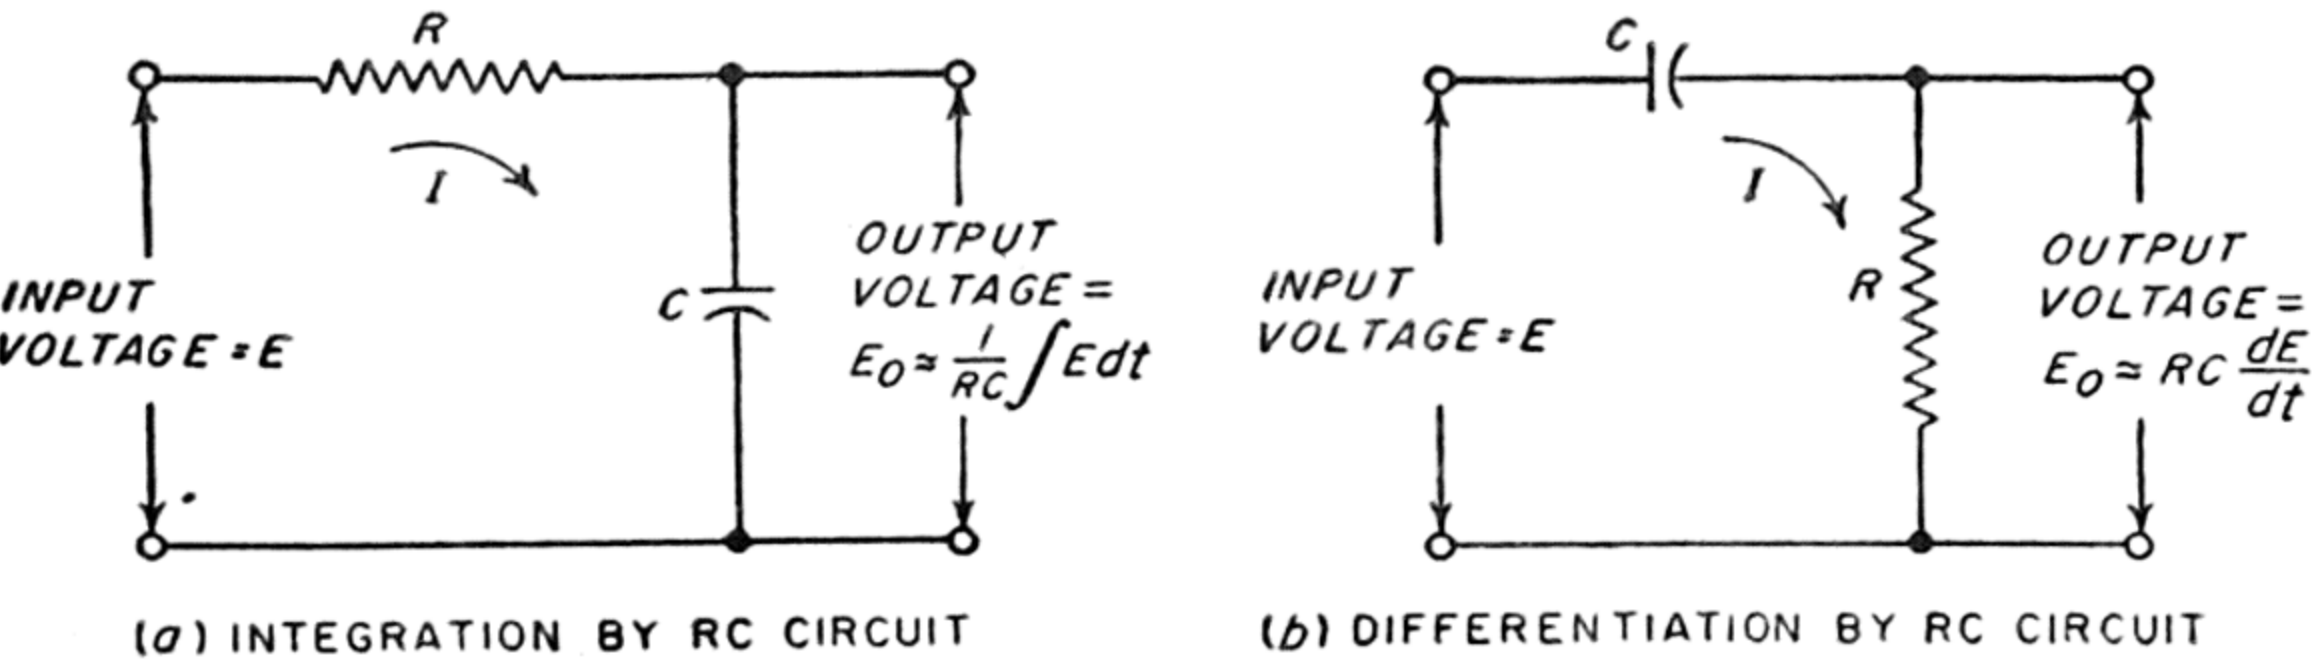 R
I
INPUT
VOLTAGE = E
C
OUTPUT
VOLTAGE =
E₀ ≈ 1/RC ∫ E dt
(a) INTEGRATION BY RC CIRCUIT
C
I
INPUT
VOLTAGE = E
R
OUTPUT
VOLTAGE =
E₀ ≈ RC dE/dt
(b) DIFFERENTIATION BY RC CIRCUIT